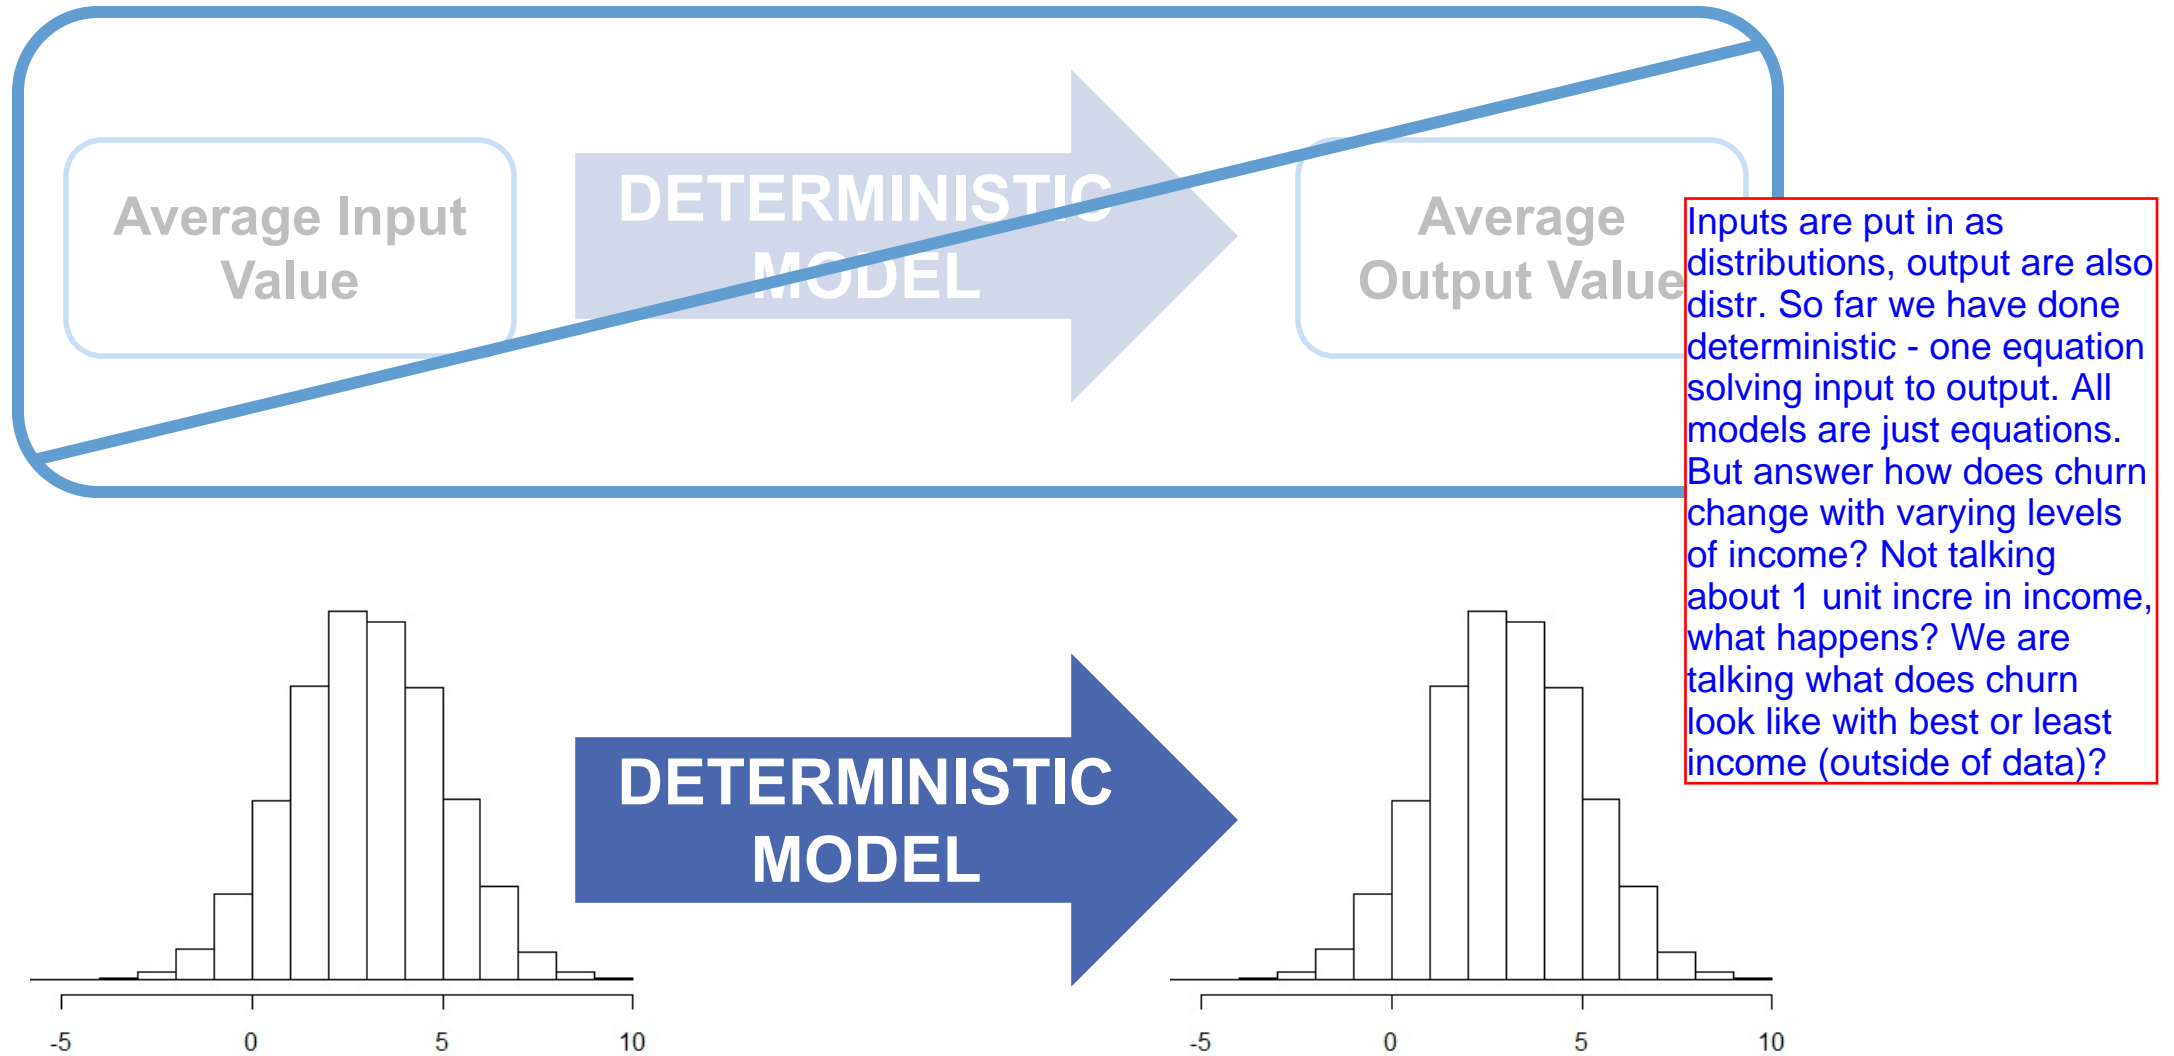 Average Input
Value
DETERMINISTIC
MODEL
Average
Output Value
Inputs are put in as
distributions, output are also
distr. So far we have done
deterministic - one equation
solving input to output. All
models are just equations.
But answer how does churn
change with varying levels
of income? Not talking
about 1 unit incre in income,
what happens? We are
talking what does churn
look like with best or least
income (outside of data)?
DETERMINISTIC
MODEL
-5 0 5 10
-5 0 5 10